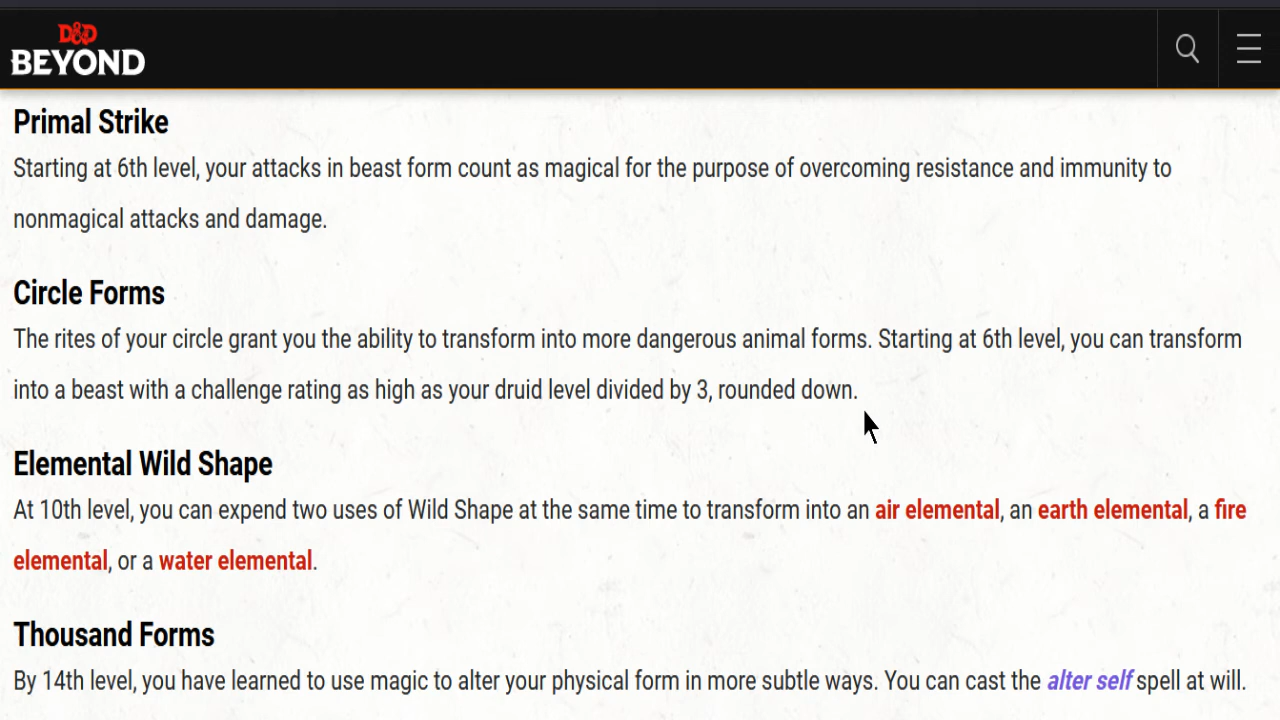 D&D
BEYOND
Primal Strike
Starting at 6th level, your attacks in beast form count as magical for the purpose of overcoming resistance and immunity to
nonmagical attacks and damage.
Circle Forms
The rites of your circle grant you the ability to transform into more dangerous animal forms. Starting at 6th level, you can transform
into a beast with a challenge rating as high as your druid level divided by 3, rounded down.
Elemental Wild Shape
At 10th level, you can expend two uses of Wild Shape at the same time to transform into an air elemental, an earth elemental, a fire
elemental, or a water elemental.
Thousand Forms
By 14th level, you have learned to use magic to alter your physical form in more subtle ways. You can cast the alter self spell at will.